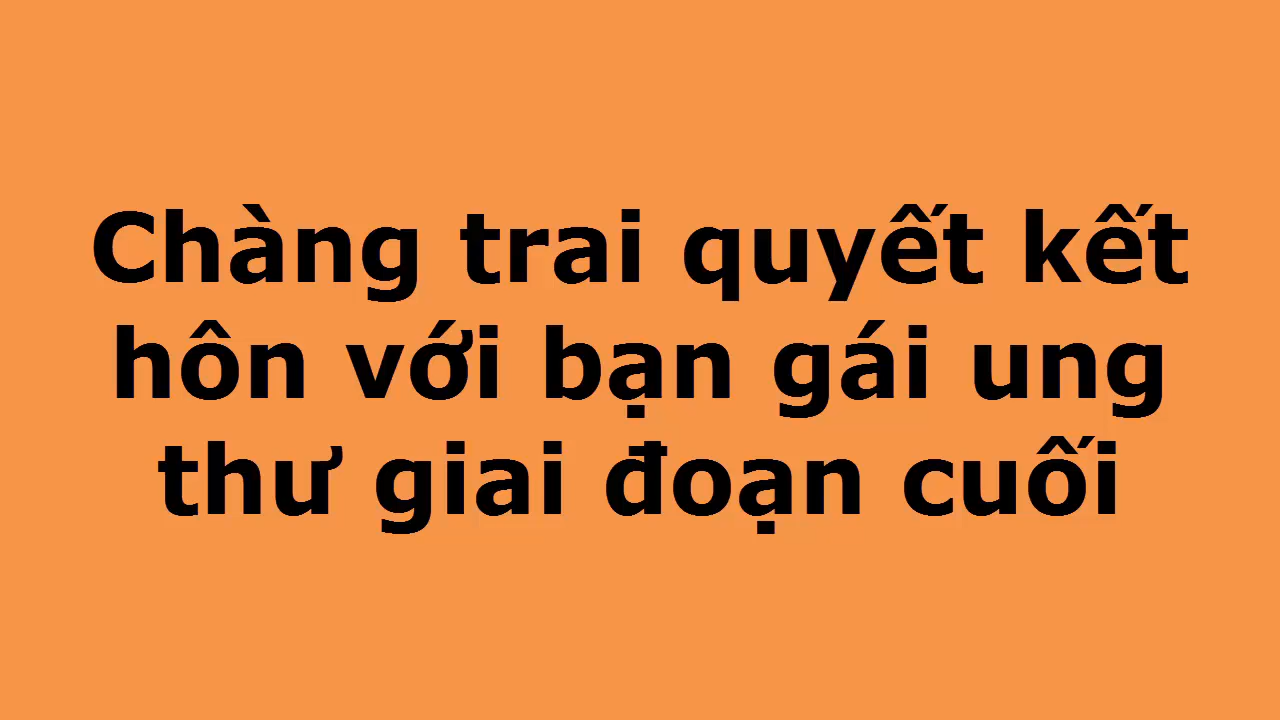 Chàng trai quyết kết
hôn với bạn gái ung
thư giai đoạn cuối